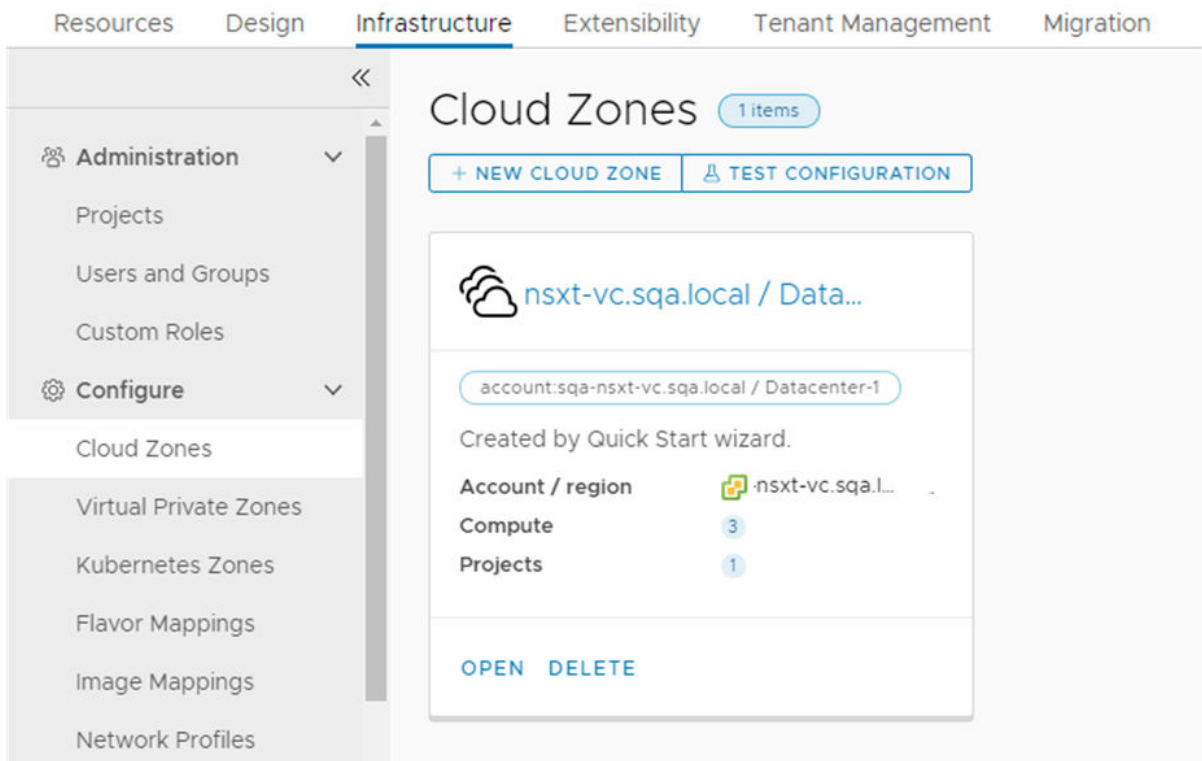 Resources Design Infrastructure Extensibility Tenant Management Migration
Administration
Projects
Users and Groups
Custom Roles
Configure
Cloud Zones
Virtual Private Zones
Kubernetes Zones
Flavor Mappings
Image Mappings
Network Profiles
Cloud Zones 1 items
+ NEW CLOUD ZONE TEST CONFIGURATION
nsxt-vc.sqa.local / Data...
account:sqa-nsxt-vc.sqa.local / Datacenter-1
Created by Quick Start wizard.
Account / region -nsxt-vc.sqa.l...
Compute 3
Projects 1
OPEN DELETE